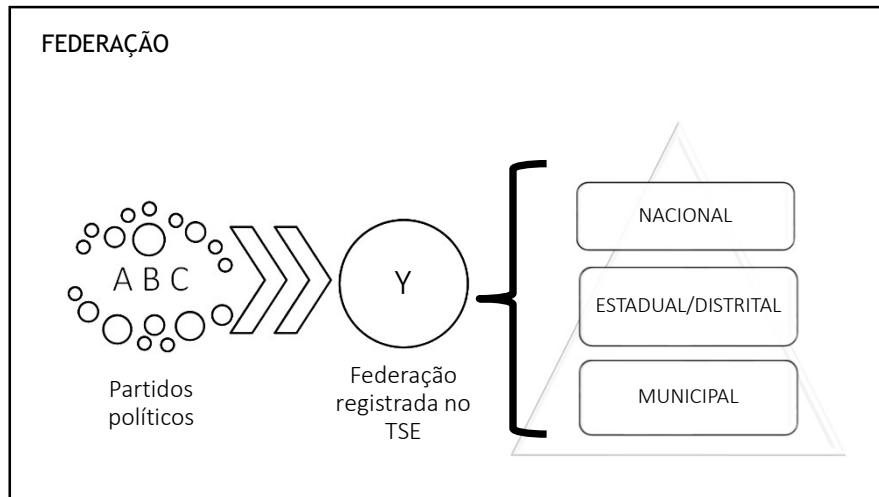 FEDERAÇÃO
A B C
Partidos
políticos
Y
Federação
registrada no
TSE
NACIONAL
ESTADUAL/DISTRITAL
MUNICIPAL